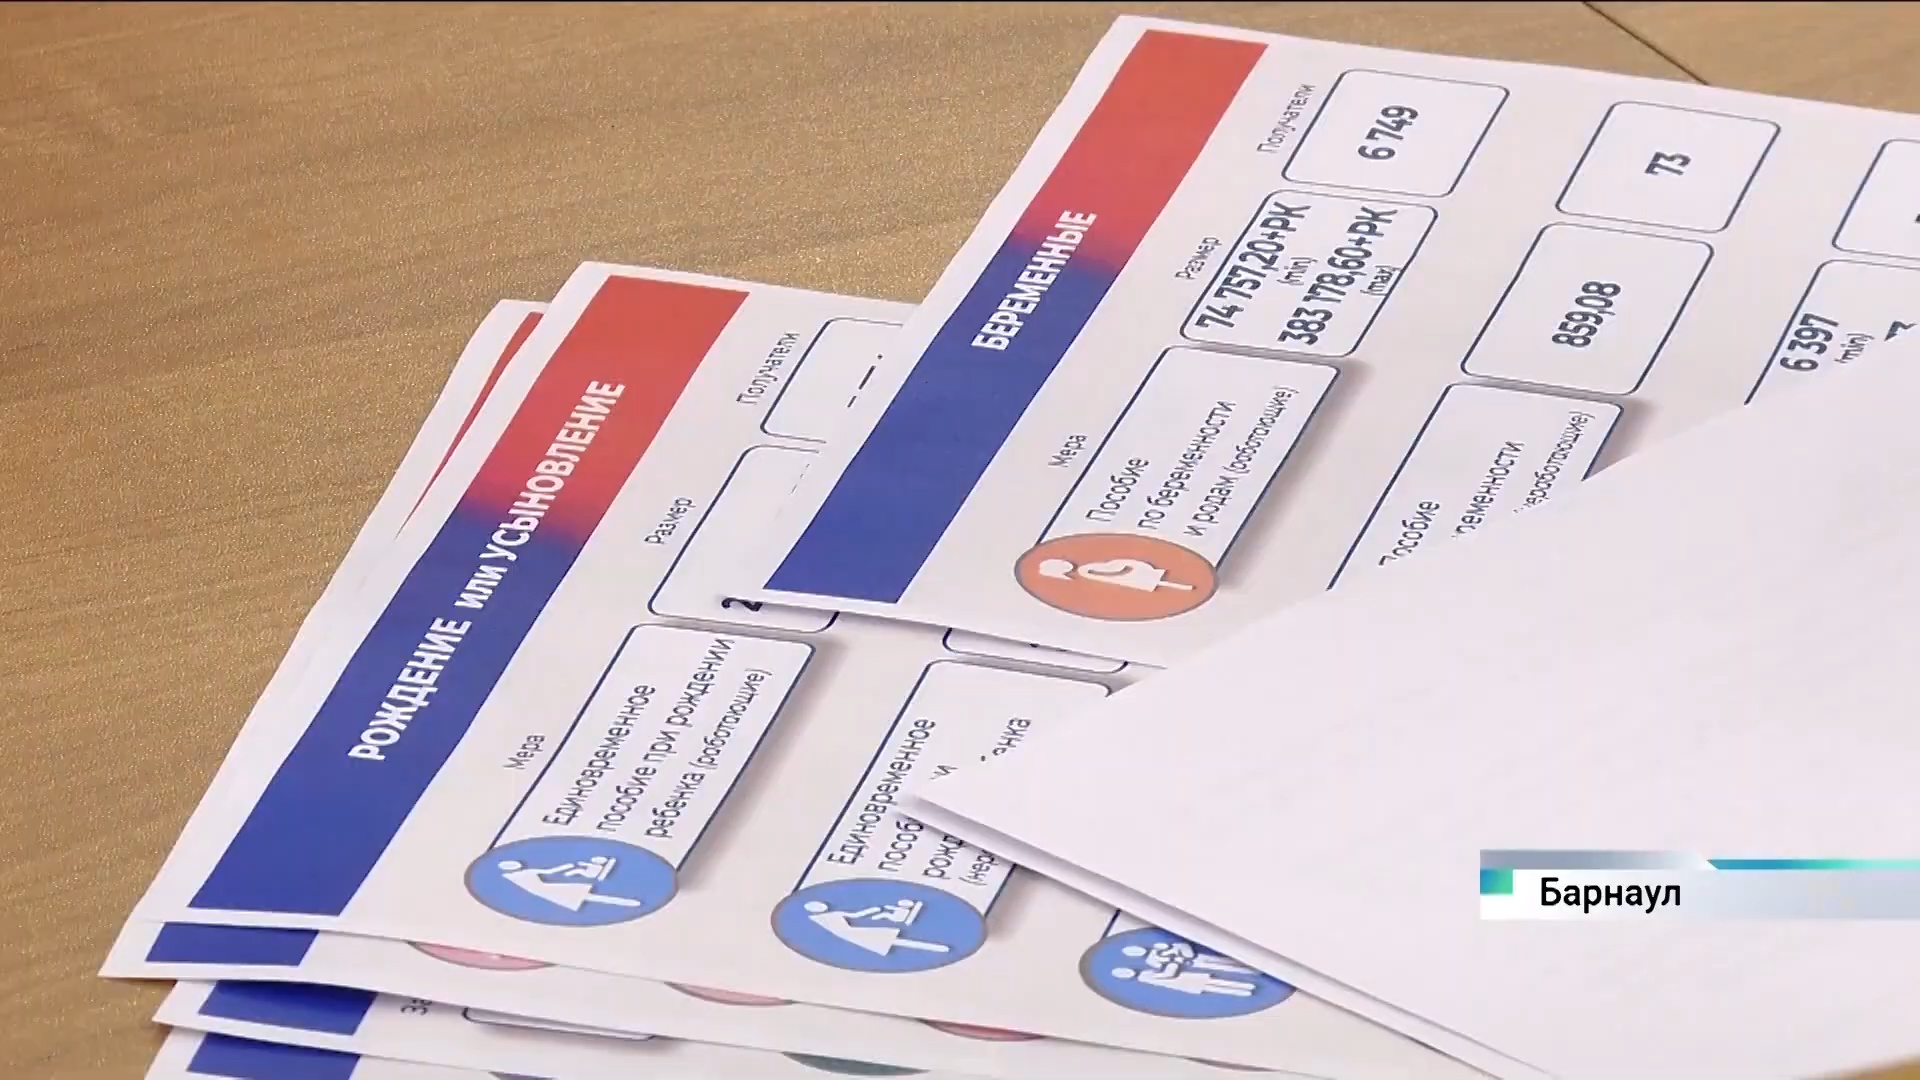 БЕРЕМЕННЫЕ
Мера
Размер
Получатели
Пособие
по беременности
и родам (работающие)
74 757,20+РК
(min)
383 178,60+РК
(max)
6 749
859,08
73
6 397
(min)
РОЖДЕНИЕ или УСЫНОВЛЕНИЕ
Мера
Размер
Получатели
Единовременное
пособие при рождении
ребенка (работающие)
2
Единовременное
Барнаул